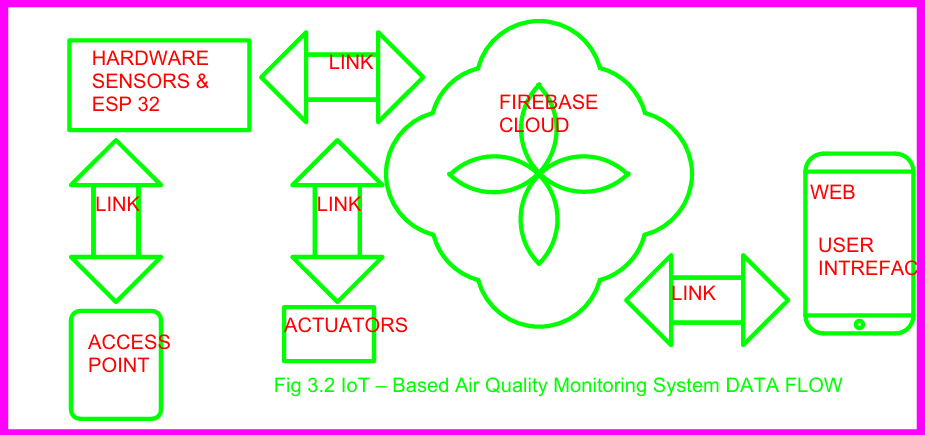 HARDWARE
SENSORS &
ESP 32
LINK
FIREBASE
CLOUD
LINK
LINK
WEB
USER
INTREFAC
LINK
ACTUATORS
ACCESS
POINT
Fig 3.2 IoT – Based Air Quality Monitoring System DATA FLOW